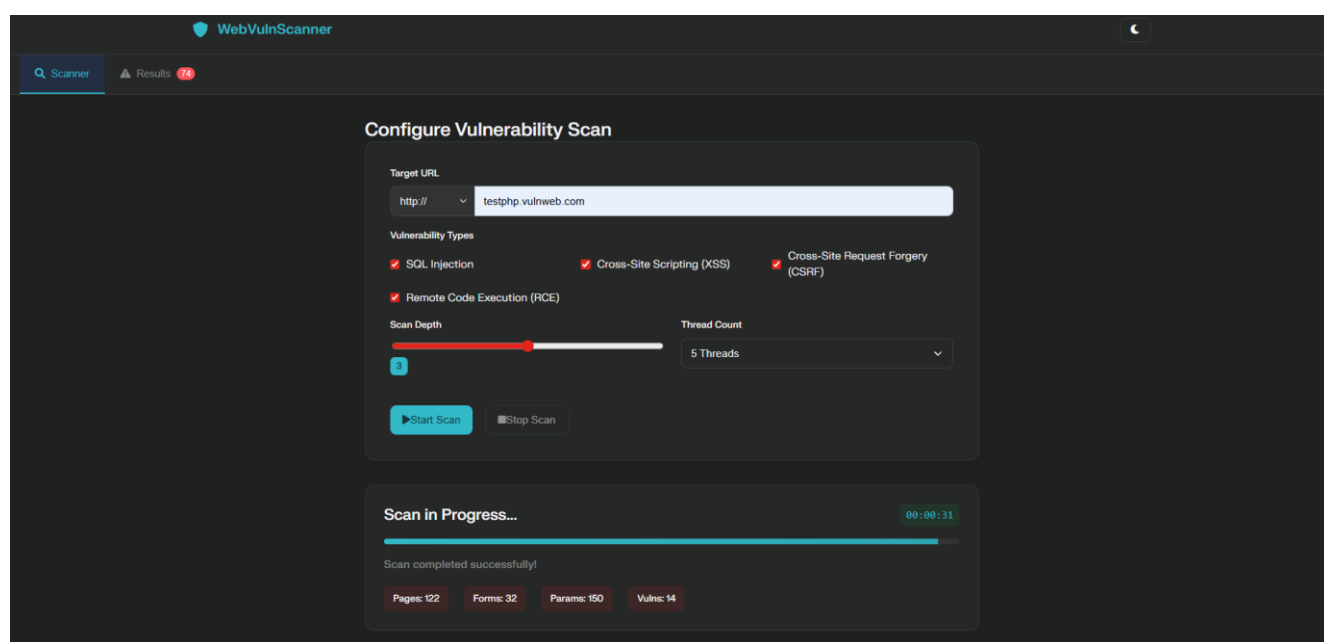 WebVulnScanner
Scanner
Results 74
Configure Vulnerability Scan
Target URL
http://
testphp.vulnweb.com
Vulnerability Types
SQL Injection
Cross-Site Scripting (XSS)
Cross-Site Request Forgery
(CSRF)
Remote Code Execution (RCE)
Scan Depth
Thread Count
5 Threads
3
Start Scan
Stop Scan
Scan in Progress...
00:00:31
Scan completed successfully!
Pages: 122
Forms: 32
Params: 150
Vulns: 14